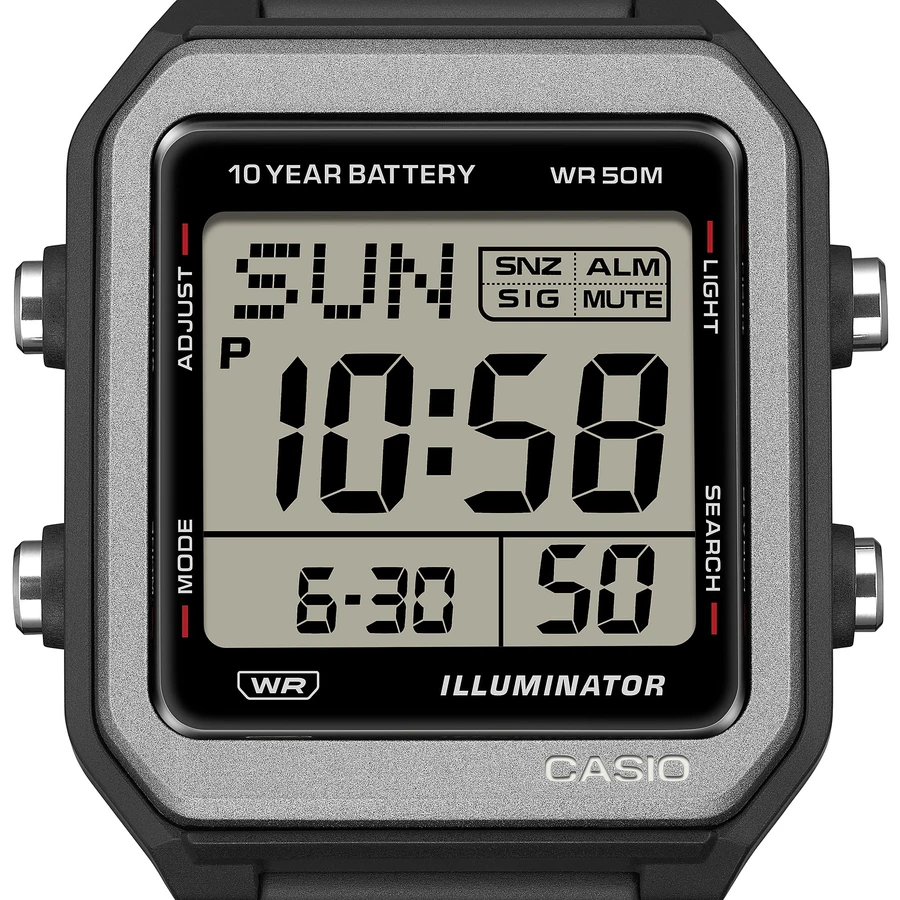 10 YEAR BATTERY WR 50M
ADJUST
LIGHT
SUN
SNZ ALM
SIG MUTE
P
10:58
MODE
SEARCH
6-30 50
WR
ILLUMINATOR
CASIO